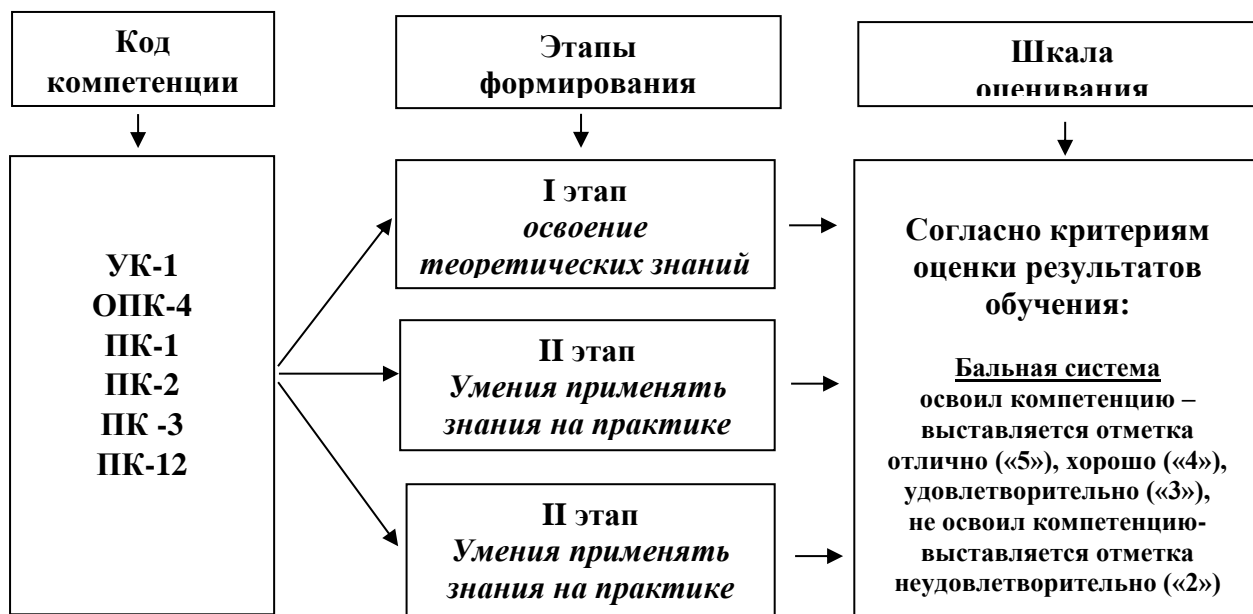 Код
компетенции
Этапы
формирования
Шкала
оценивания
УК-1
ОПК-4
ПК-1
ПК-2
ПК -3
ПК-12
I этап
освоение
теоретических знаний
II этап
Умения применять
знания на практике
II этап
Умения применять
знания на практике
Согласно критериям
оценки результатов
обучения:
Бальная система
освоил компетенцию –
выставляется отметка
отлично («5»), хорошо («4»),
удовлетворительно («3»),
не освоил компетенцию-
выставляется отметка
неудовлетворительно («2»)